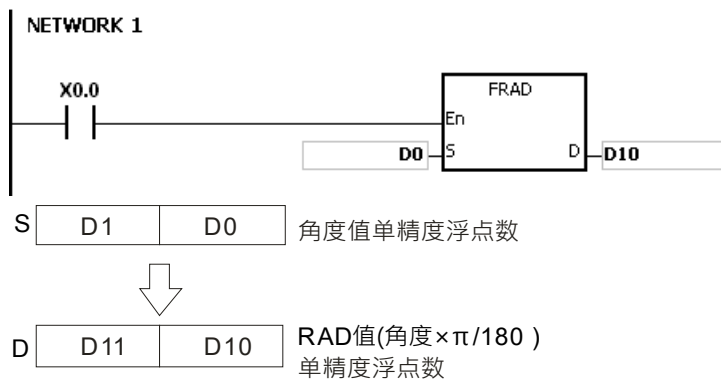 NETWORK 1
X0.0
FRAD
En
D0 S D D10
S D1 D0 角度值单精度浮点数
D D11 D10 RAD值(角度×π/180 )
单精度浮点数